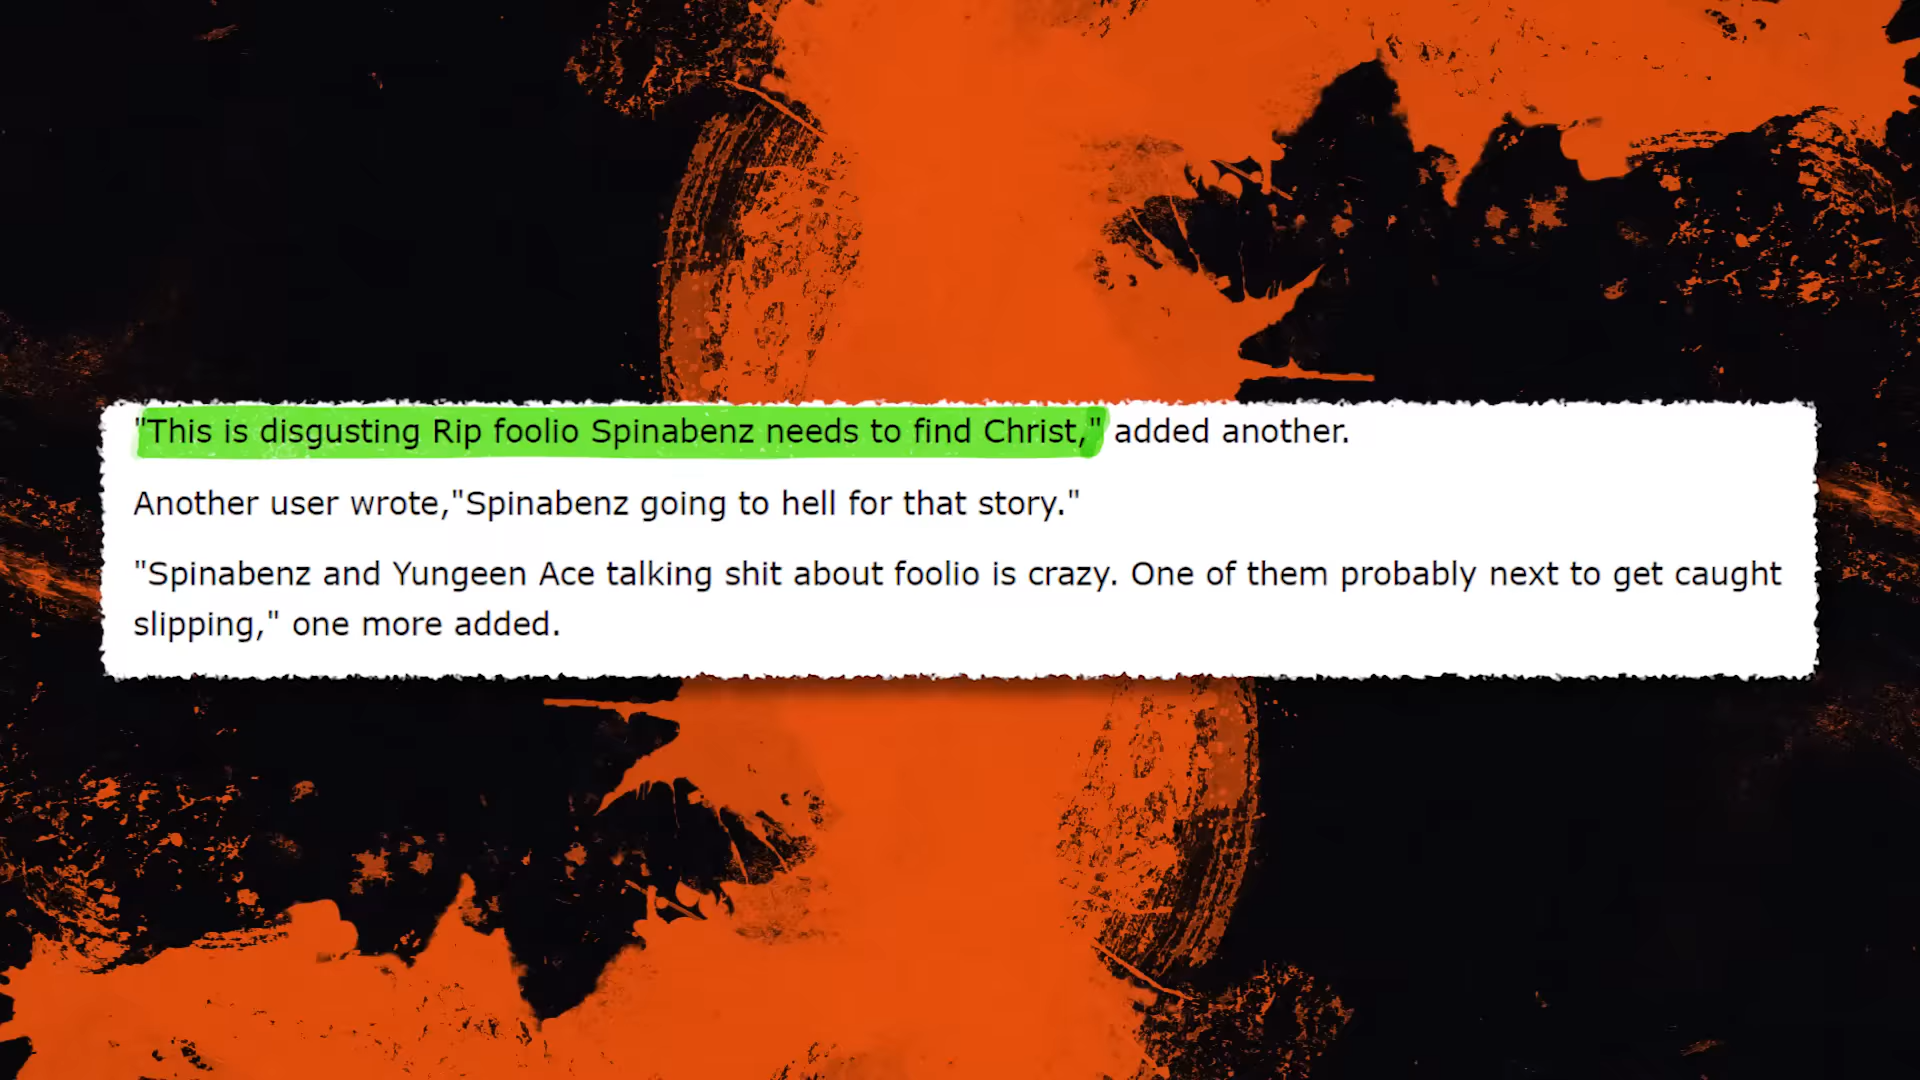 "This is disgusting Rip foolio Spinabenz needs to find Christ," added another.
Another user wrote,"Spinabenz going to hell for that story."
"Spinabenz and Yungeen Ace talking shit about foolio is crazy. One of them probably next to get caught
slipping," one more added.